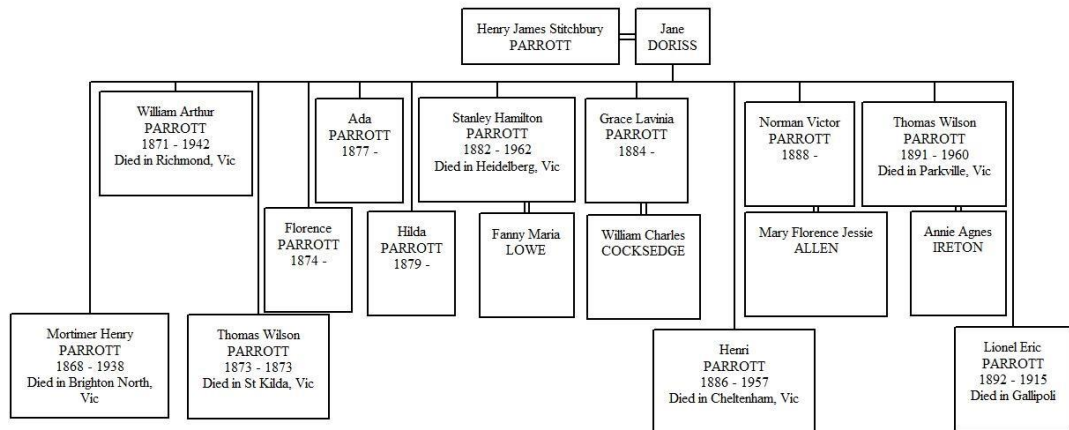 Henry James Stitchbury
PARROTT
Jane
DORISS
William Arthur
PARROTT
1871 - 1942
Died in Richmond, Vic
Ada
PARROTT
1877 -
Stanley Hamilton
PARROTT
1882 - 1962
Died in Heidelberg, Vic
Grace Lavinia
PARROTT
1884 -
Norman Victor
PARROTT
1888 -
Thomas Wilson
PARROTT
1891 - 1960
Died in Parkville, Vic
Florence
PARROTT
1874 -
Hilda
PARROTT
1879 -
Fanny Maria
LOWE
William Charles
COCKSEDGE
Mary Florence Jessie
ALLEN
Annie Agnes
IRETON
Mortimer Henry
PARROTT
1868 - 1938
Died in Brighton North,
Vic
Thomas Wilson
PARROTT
1873 - 1873
Died in St Kilda, Vic
Henri
PARROTT
1886 - 1957
Died in Cheltenham, Vic
Lionel Eric
PARROTT
1892 - 1915
Died in Gallipoli